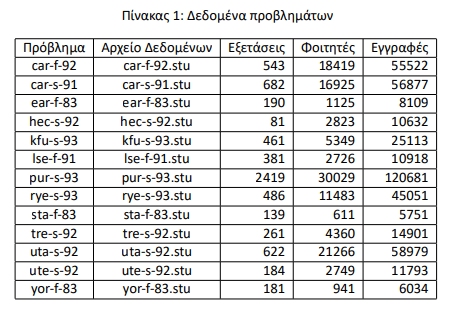 Πίνακας 1: Δεδομένα προβλημάτων
Πρόβλημα Αρχείο Δεδομένων Εξετάσεις Φοιτητές Εγγραφές
car-f-92 car-f-92.stu 543 18419 55522
car-s-91 car-s-91.stu 682 16925 56877
ear-f-83 ear-f-83.stu 190 1125 8109
hec-s-92 hec-s-92.stu 81 2823 10632
kfu-s-93 kfu-s-93.stu 461 5349 25113
lse-f-91 lse-f-91.stu 381 2726 10918
pur-s-93 pur-s-93.stu 2419 30029 120681
rye-s-93 rye-s-93.stu 486 11483 45051
sta-f-83 sta-f-83.stu 139 611 5751
tre-s-92 tre-s-92.stu 261 4360 14901
uta-s-92 uta-s-92.stu 622 21266 58979
ute-s-92 ute-s-92.stu 184 2749 11793
yor-f-83 yor-f-83.stu 181 941 6034